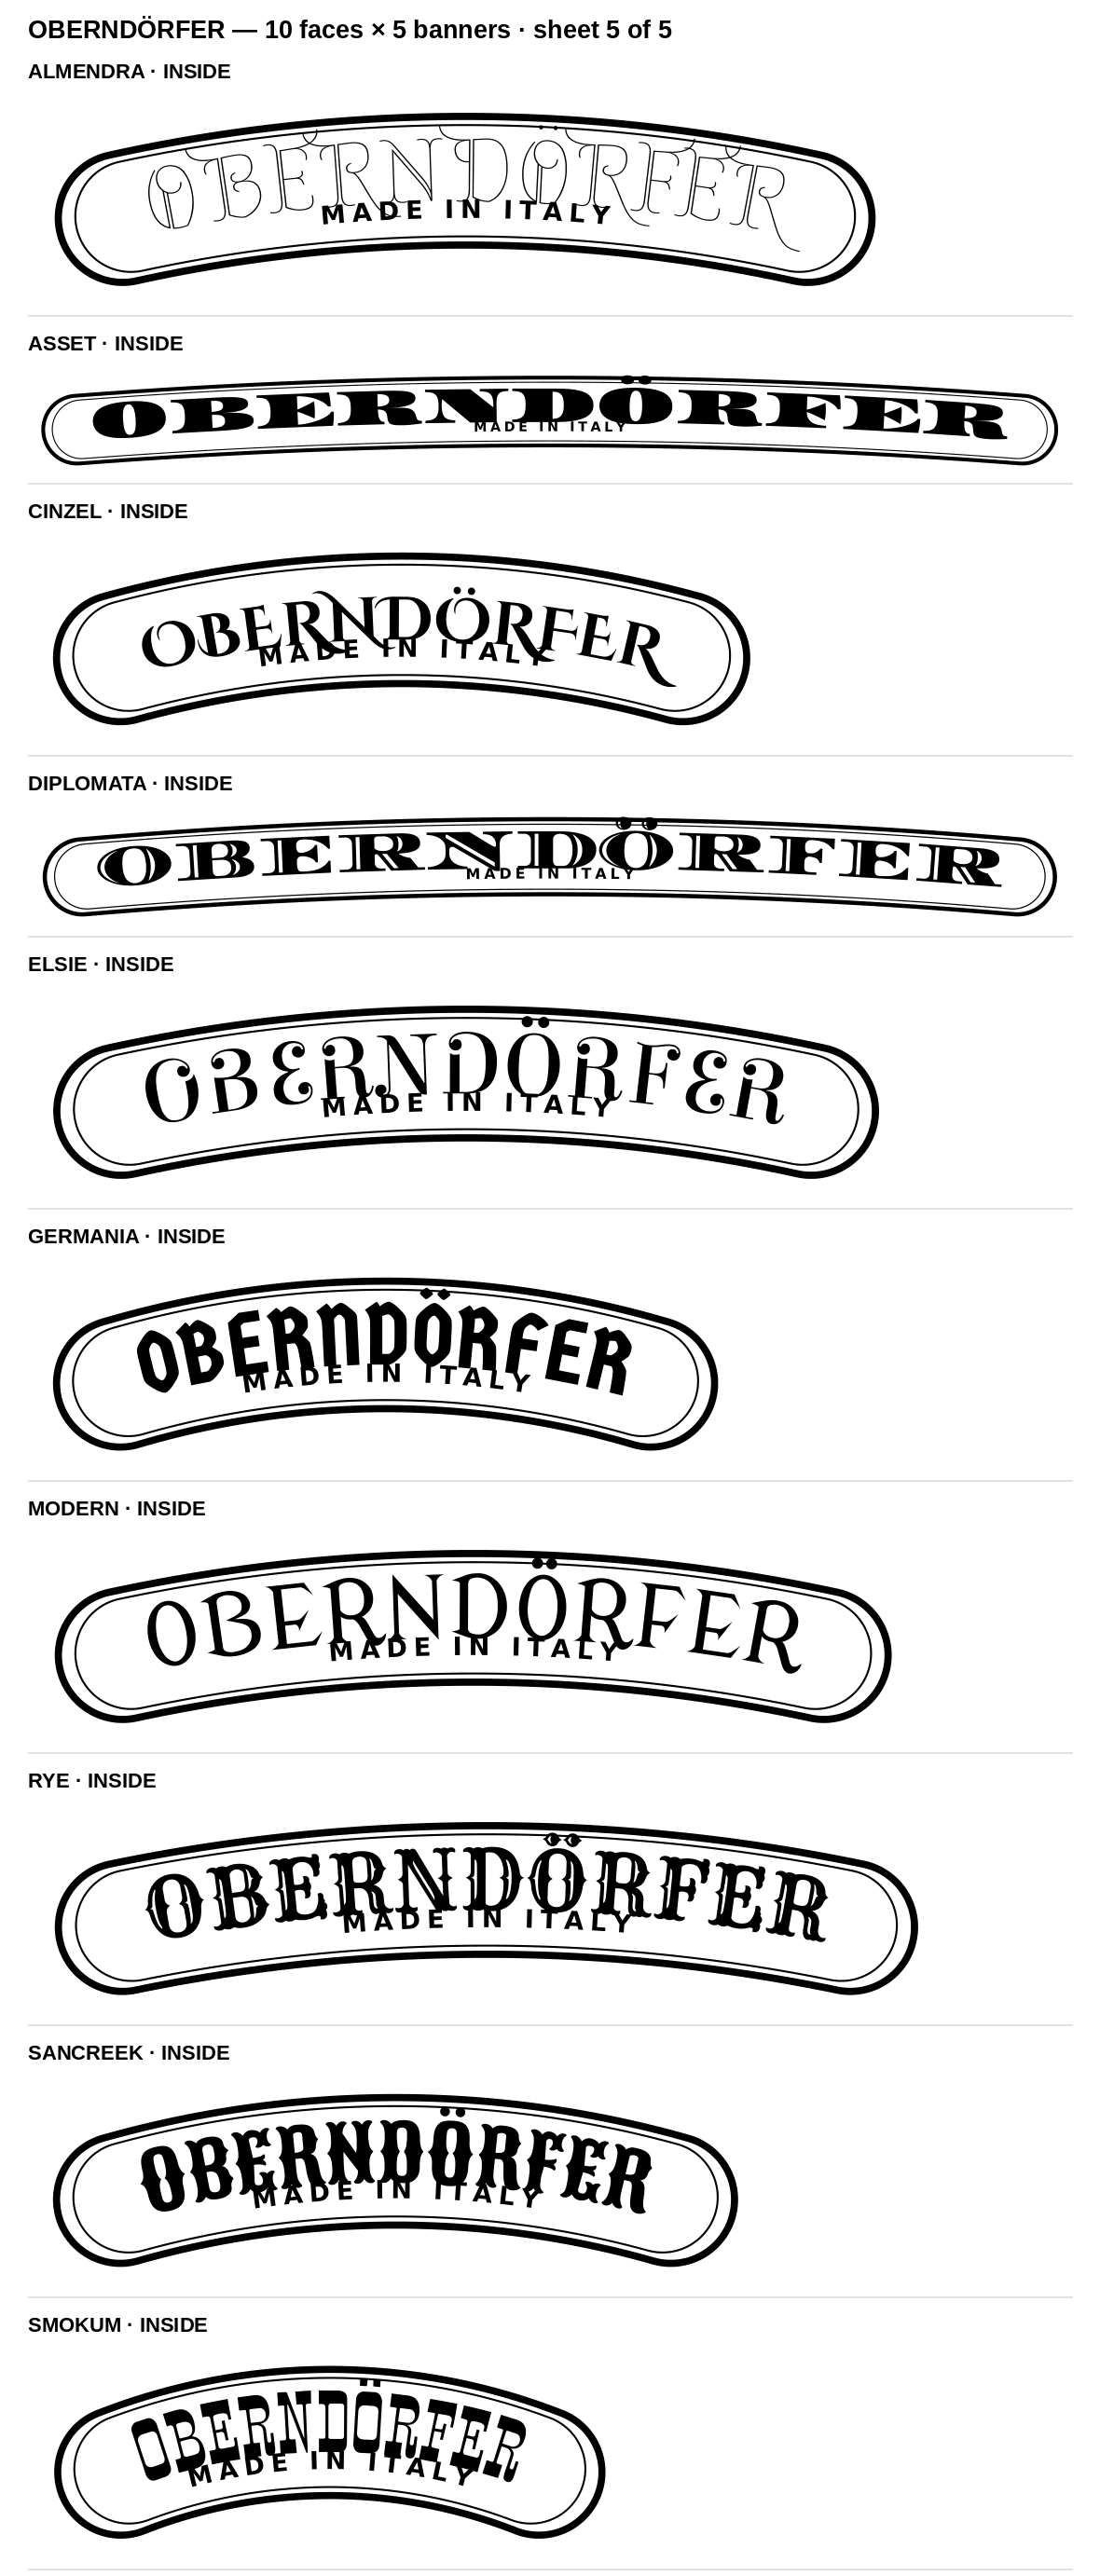 OBERNDÖRFER — 10 faces × 5 banners · sheet 5 of 5
ALMENDRA · INSIDE
OBERNDÖRFER
MADE IN ITALY
ASSET · INSIDE
OBERNDÖRFER
MADE IN ITALY
CINZEL · INSIDE
OBERNDÖRFER
MADE IN ITALY
DIPLOMATA · INSIDE
OBERNDÖRFER
MADE IN ITALY
ELSIE · INSIDE
OBERNDÖRFER
MADE IN ITALY
GERMANIA · INSIDE
OBERNDÖRFER
MADE IN ITALY
MODERN · INSIDE
OBERNDÖRFER
MADE IN ITALY
RYE · INSIDE
OBERNDÖRFER
MADE IN ITALY
SANCREEK · INSIDE
OBERNDÖRFER
MADE IN ITALY
SMOKUM · INSIDE
OBERNDÖRFER
MADE IN ITALY